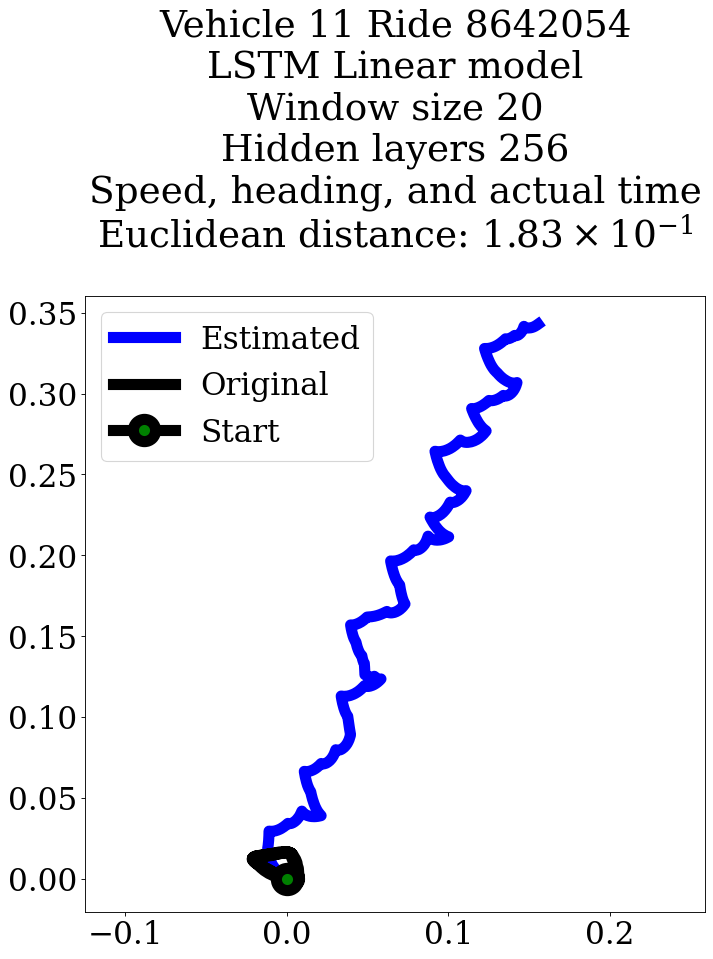 Vehicle 11 Ride 8642054
LSTM Linear model
Window size 20
Hidden layers 256
Speed, heading, and actual time
Euclidean distance: 1.83 × 10⁻¹
Estimated
Original
Start
0.35
0.30
0.25
0.20
0.15
0.10
0.05
0.00
−0.1 0.0 0.1 0.2